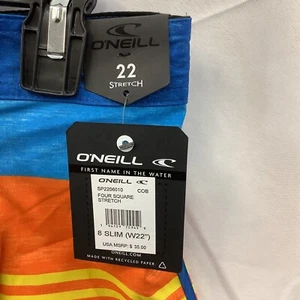 O'NEILL
22
STRETCH
O'NEILL
FIRST NAME IN THE WATER
O'NEILL
SP2206010 COB
FOUR SQUARE
STRETCH
8 SLIM (W22")
USA MSRP: $ 35.00
ONEILL.COM
MADE WITH RECYCLED PAPER.